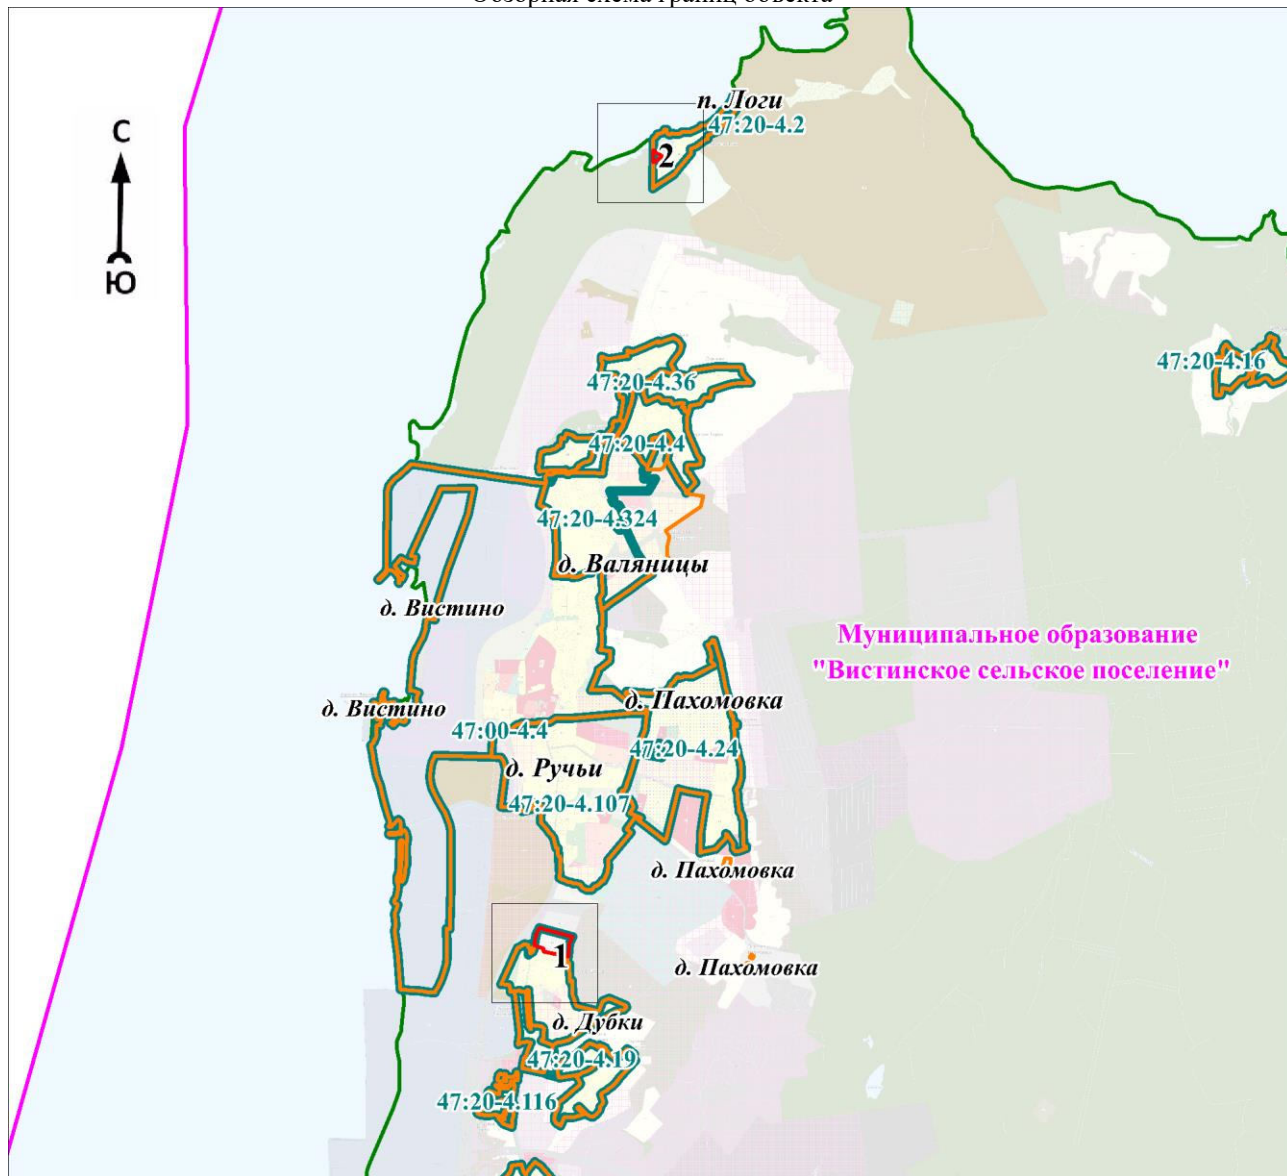 Обзорная схема границ объекта
п. Логи
47:20-4.2
С
2
Ю
47:20-4.16
47:20-4.36
47:20-4.4
47:20-4.324
д. Валяницы
д. Вистино
Муниципальное образование
"Вистинское сельское поселение"
д. Пахомовка
д. Вистино
47:00-4.4
47:20-4.24
д. Ручьи
47:20-4.107
д. Пахомовка
1
д. Пахомовка
д. Дубки
47:20-4.19
47:20-4.116